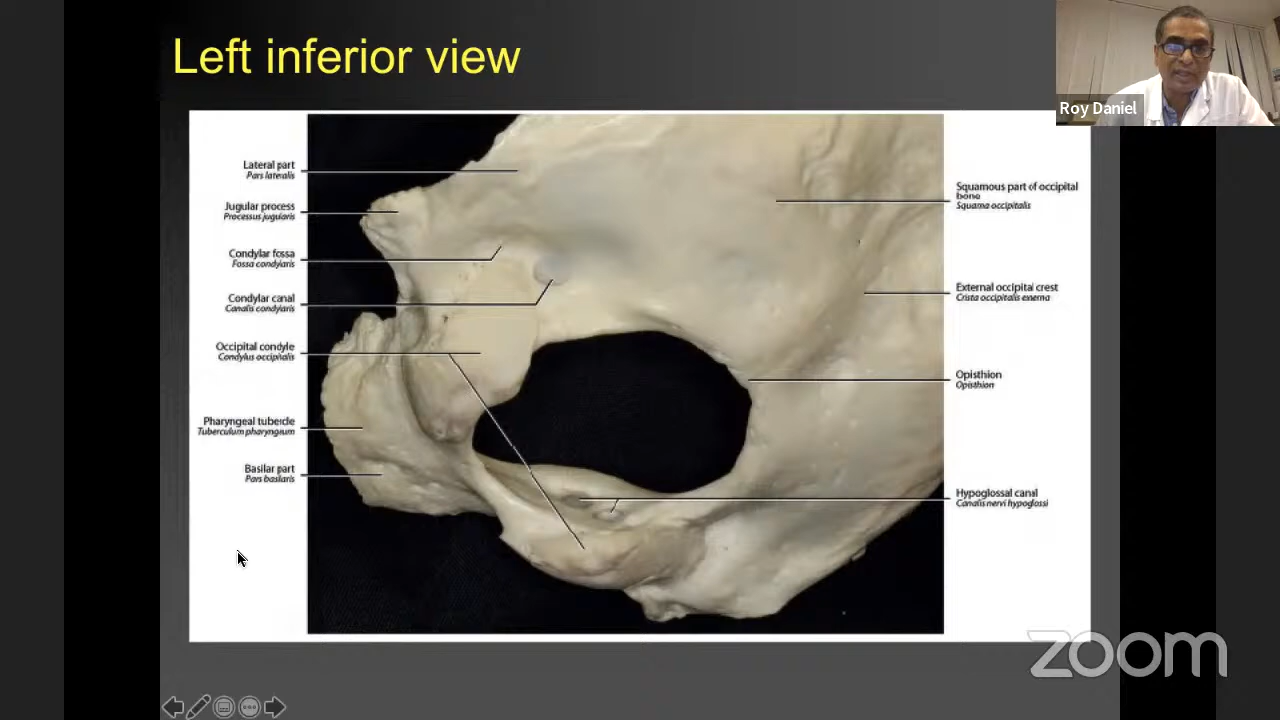 Left inferior view
Roy Daniel
Lateral part
Pars lateralis
Jugular process
Processus jugularis
Condylar fossa
Fossa condylaris
Condylar canal
Canalis condylaris
Occipital condyle
Condylus occipitalis
Pharyngeal tubercle
Tuberculum pharyngeum
Basilar part
Pars basilaris
Squamous part of occipital
bone
Squama occipitalis
External occipital crest
Crista occipitalis externa
Opisthion
Opisthion
Hypoglossal canal
Canalis nervi hypoglossi
zoom